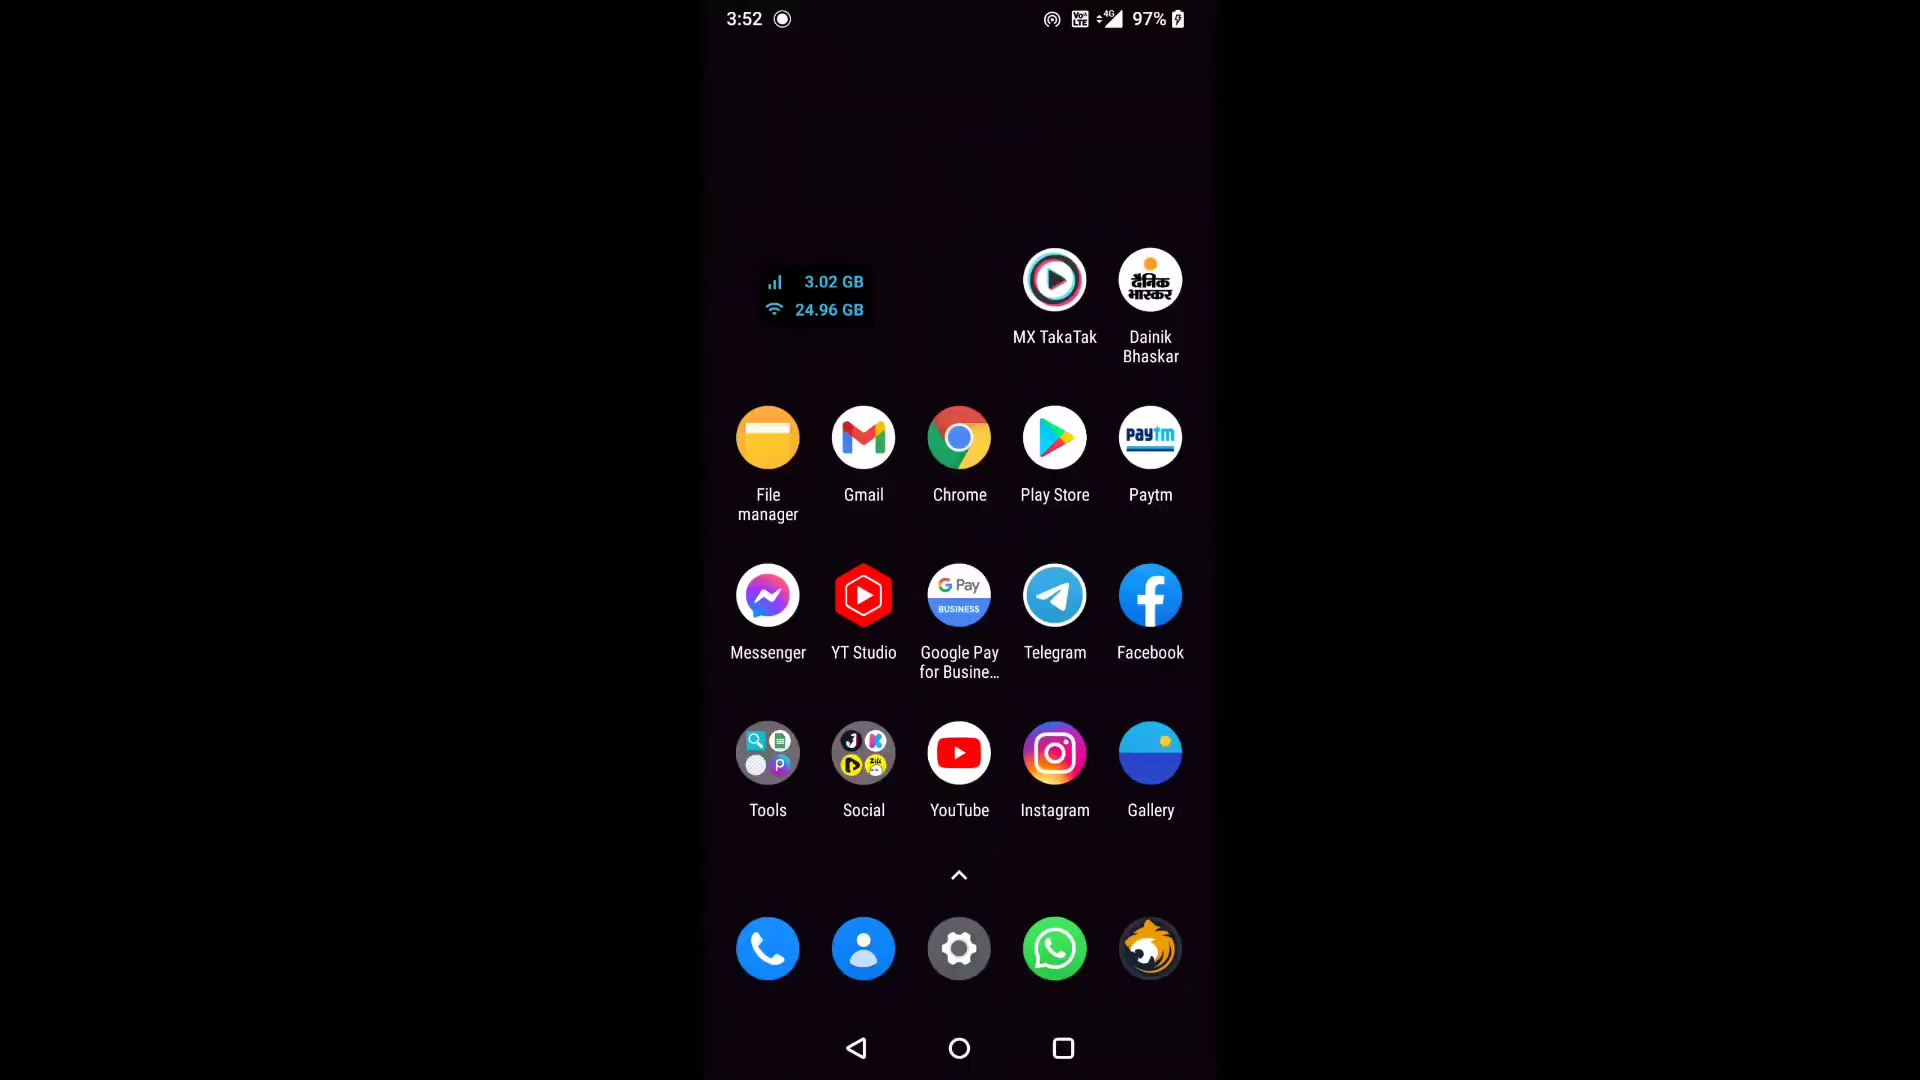 3:52
VoLTE 4G 97%
3.02 GB
24.96 GB
दैनिक
भास्कर
MX TakaTak
Dainik
Bhaskar
paytm
File
manager
Gmail
Chrome
Play Store
Paytm
G Pay
BUSINESS
Messenger
YT Studio
Google Pay
for Busine...
Telegram
Facebook
Tools
Social
YouTube
Instagram
Gallery